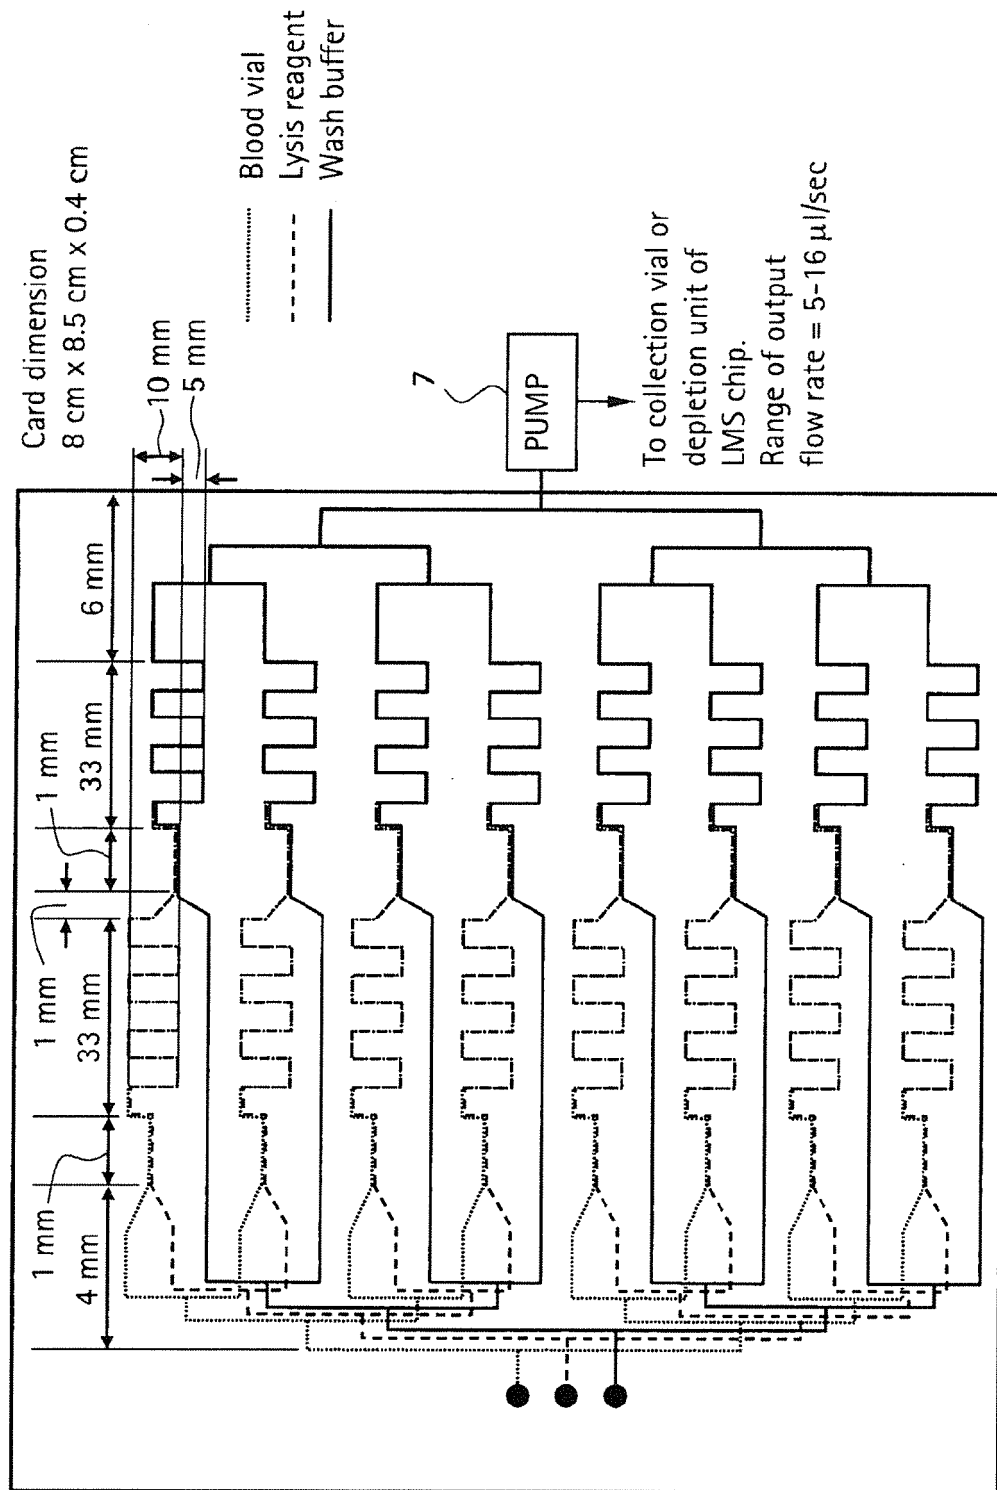 Card dimension
8 cm x 8.5 cm x 0.4 cm
Blood vial
Lysis reagent
Wash buffer
10 mm
5 mm
7
PUMP
To collection vial or
depletion unit of
LMS chip.
Range of output
flow rate = 5-16 µl/sec
6 mm
33 mm
1 mm
1 mm
33 mm
1 mm
4 mm